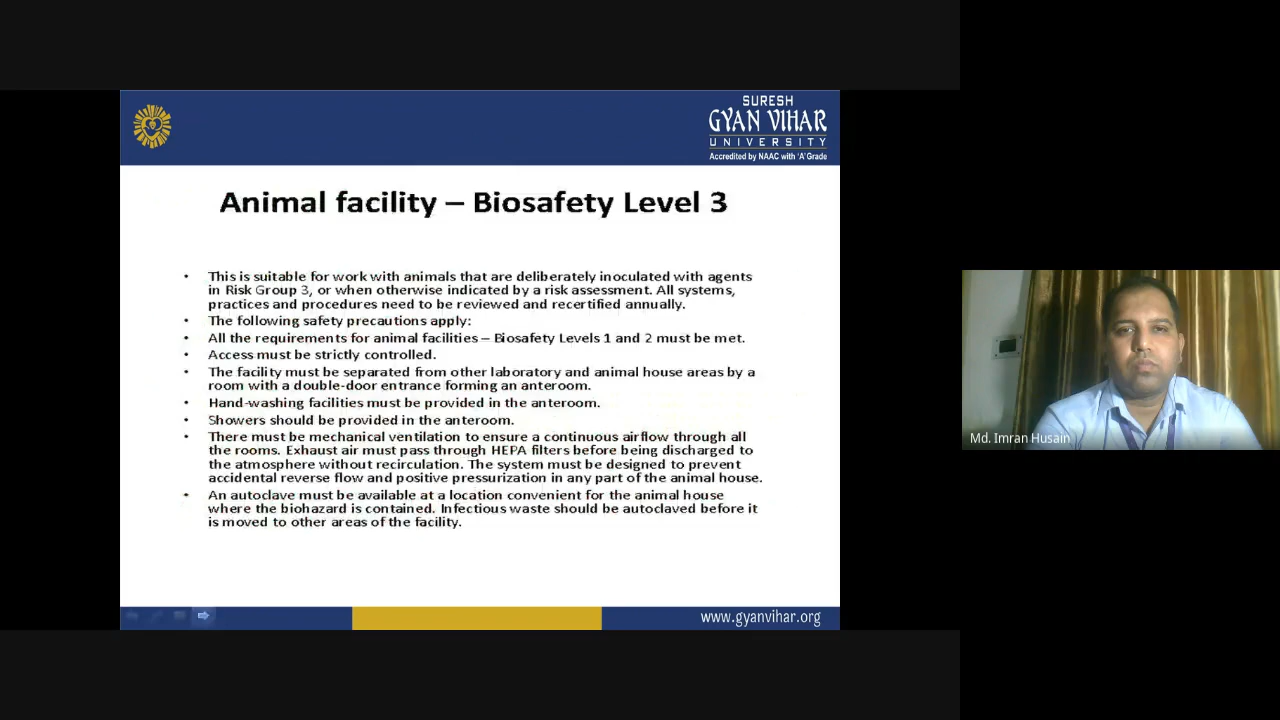 SURESH
GYAN VIHAR
UNIVERSITY
Accredited by NAAC with 'A' Grade
Animal facility – Biosafety Level 3
• This is suitable for work with animals that are deliberately inoculated with agents
in Risk Group 3, or when otherwise indicated by a risk assessment. All systems,
practices and procedures need to be reviewed and recertified annually.
• The following safety precautions apply:
• All the requirements for animal facilities – Biosafety Levels 1 and 2 must be met.
• Access must be strictly controlled.
• The facility must be separated from other laboratory and animal house areas by a
room with a double-door entrance forming an anteroom.
• Hand-washing facilities must be provided in the anteroom.
• Showers should be provided in the anteroom.
• There must be mechanical ventilation to ensure a continuous airflow through all
the rooms. Exhaust air must pass through HEPA filters before being discharged to
the atmosphere without recirculation. The system must be designed to prevent
accidental reverse flow and positive pressurization in any part of the animal house.
• An autoclave must be available at a location convenient for the animal house
where the biohazard is contained. Infectious waste should be autoclaved before it
is moved to other areas of the facility.
www.gyanvihar.org
Md. Imran Husain